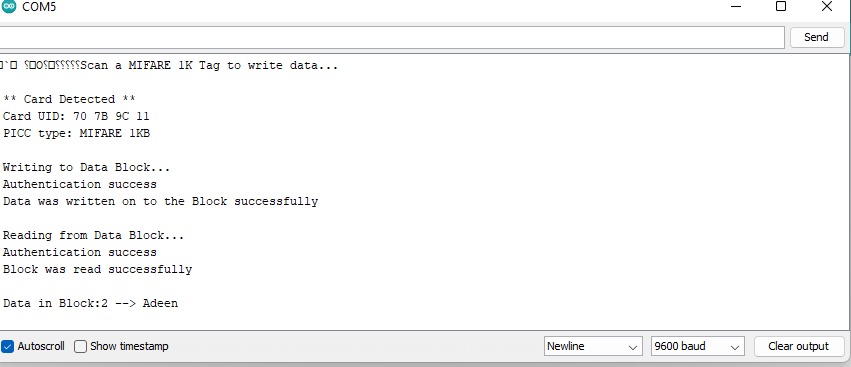 COM5
Send
Scan a MIFARE 1K Tag to write data...
** Card Detected **
Card UID: 70 7B 9C 11
PICC type: MIFARE 1KB
Writing to Data Block...
Authentication success
Data was written on to the Block successfully
Reading from Data Block...
Authentication success
Block was read successfully
Data in Block:2 --> Adeen
Autoscroll Show timestamp Newline 9600 baud Clear output